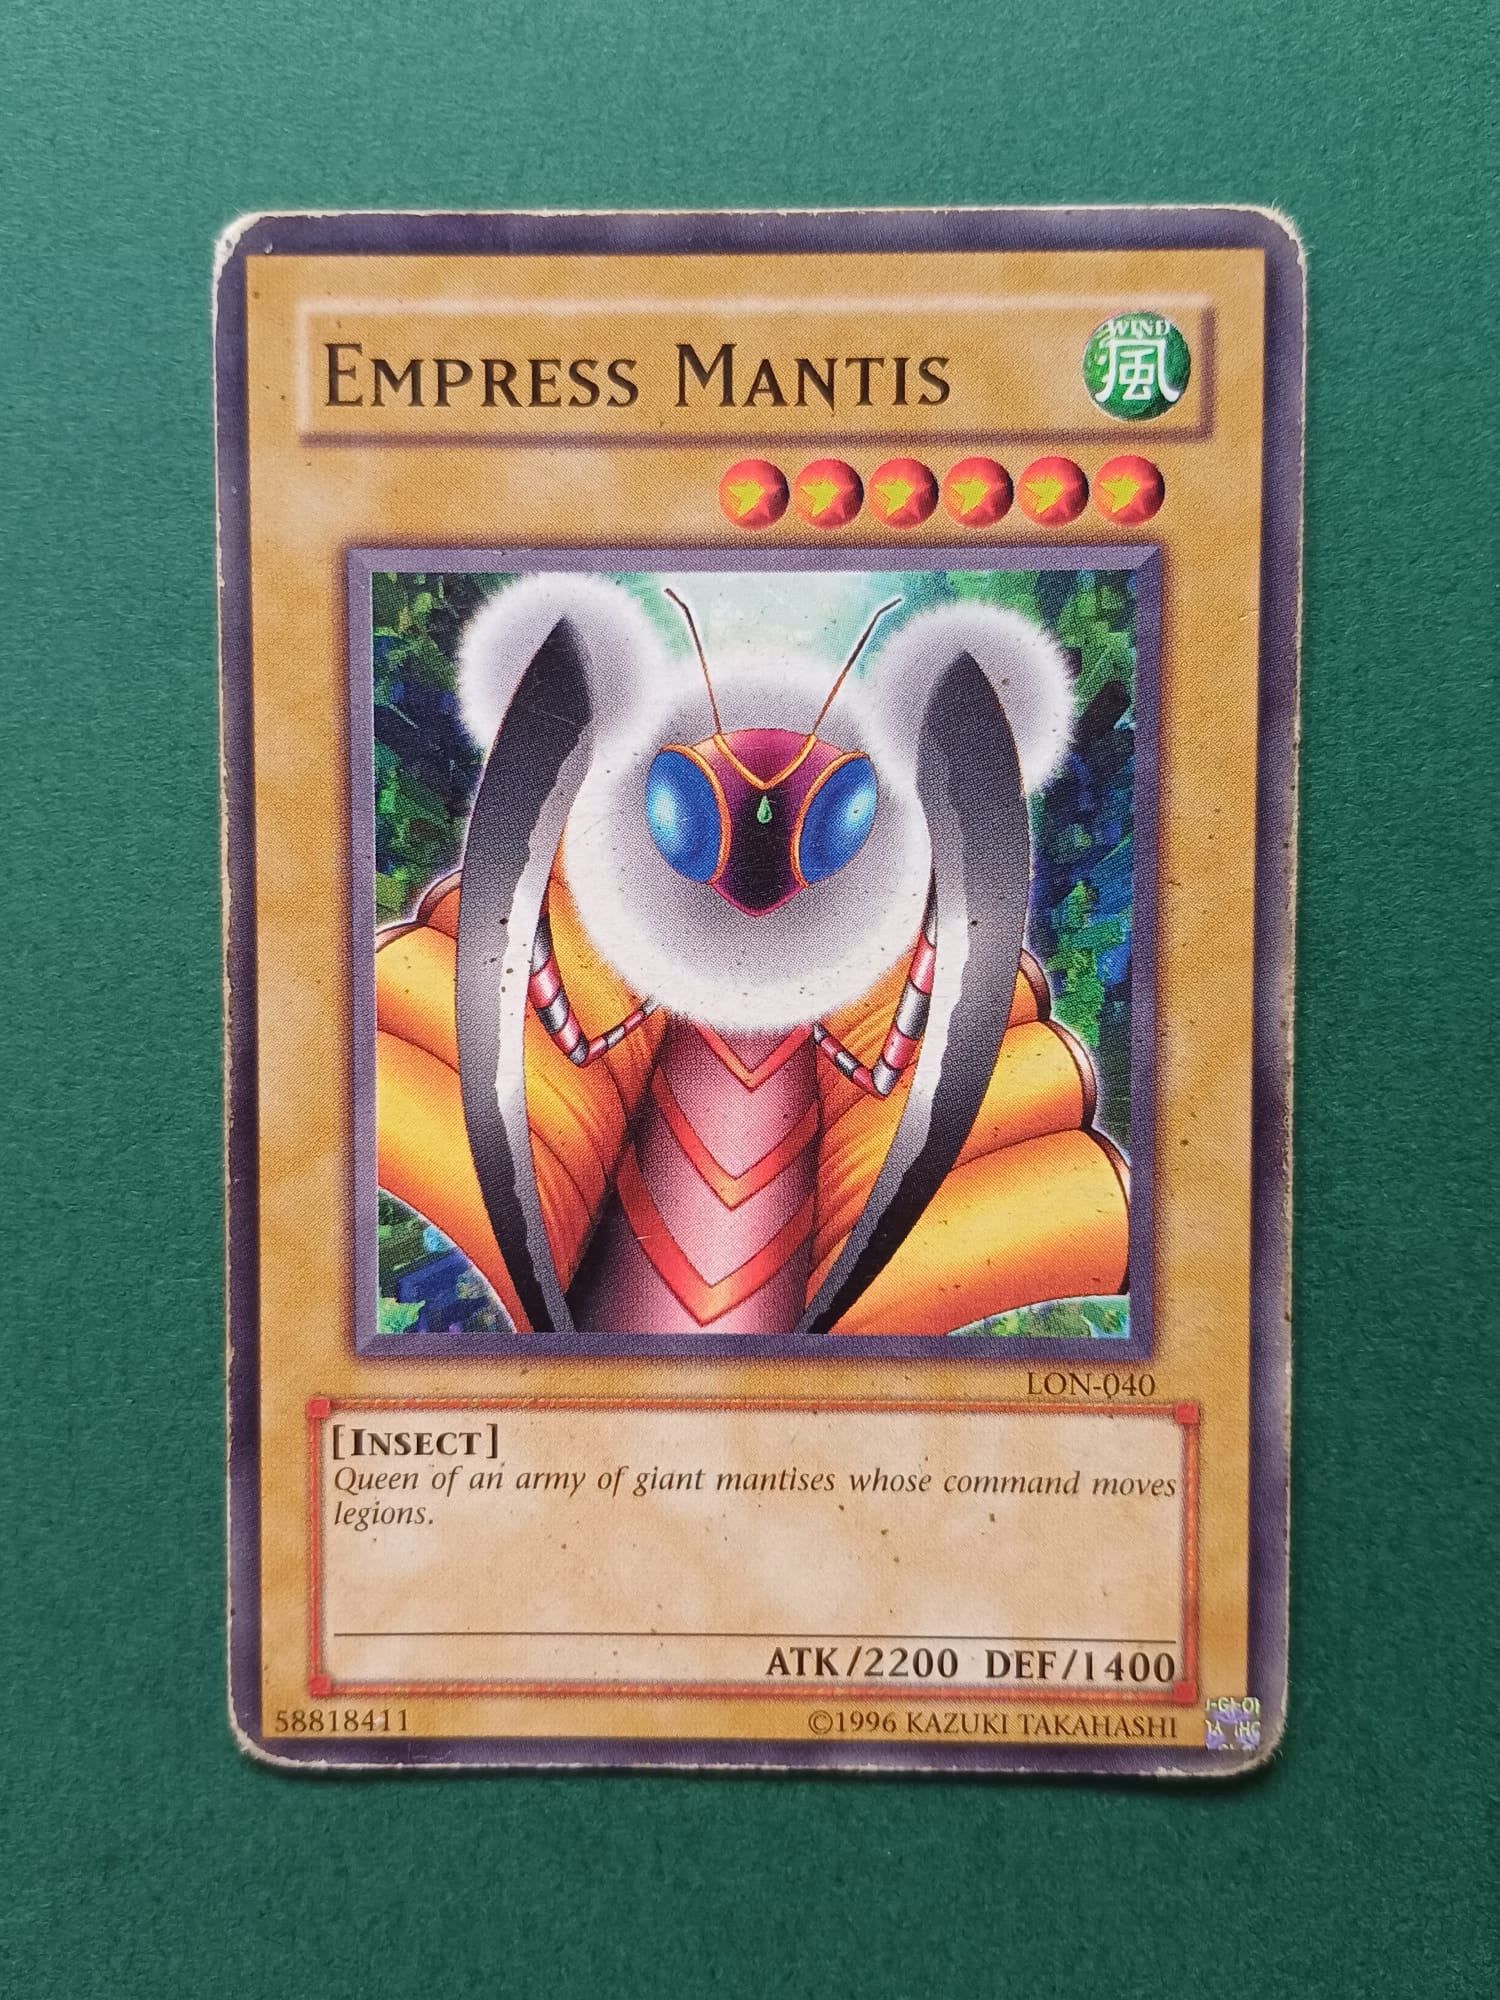 EMPRESS MANTIS
WIND
風
LON-040
[INSECT]
Queen of an army of giant mantises whose command moves
legions.
ATK/2200 DEF/1400
58818411
©1996 KAZUKI TAKAHASHI